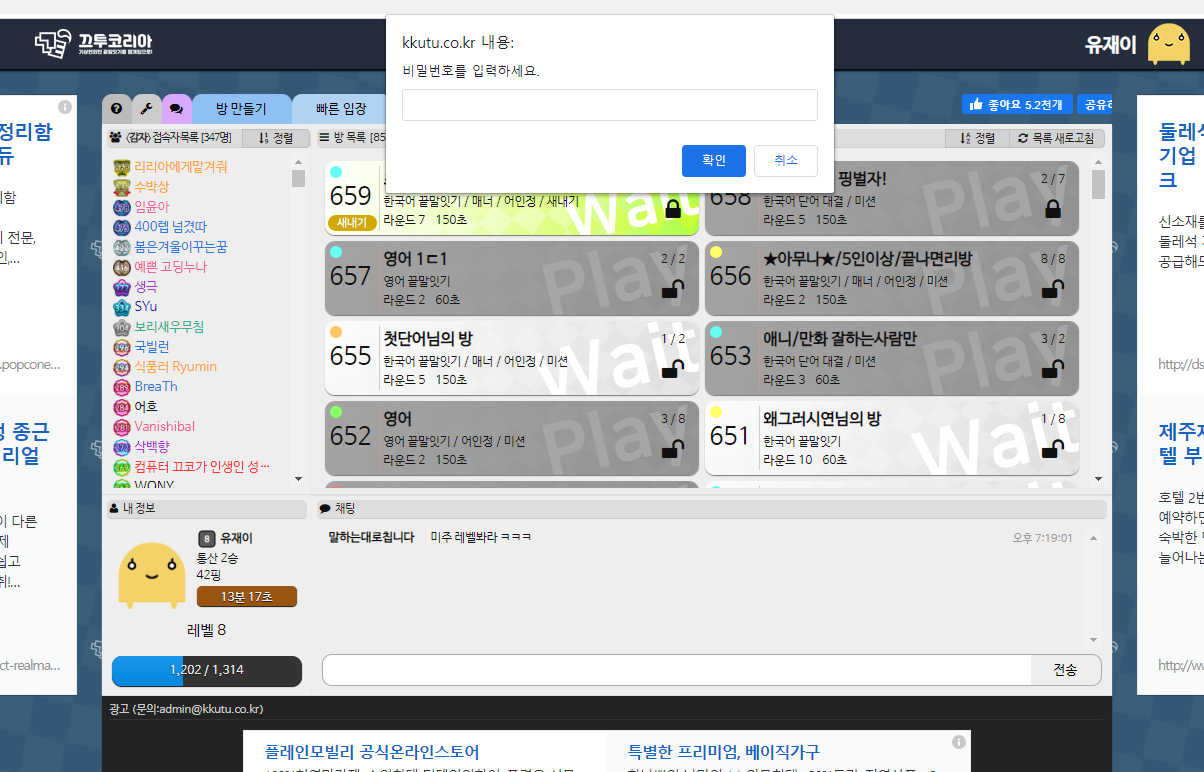 kkutu.co.kr 내용:
비밀번호를 입력하세요.
확인
취소
끄투코리아
유재이
방 만들기
빠른 입장
좋아요 5.2천개
공유하
<감자> 접속자목록 [347명]
정렬
방 목록 [85
정렬
목록 새로고침
리리아에게맡겨줘
수박상
임윤아
400렙 넘겼따
봄은겨울이꾸는꿈
예쁜 고딩누나
생극
SYu
보리새우무침
국빌런
식품러 Ryumin
BreaTh
어흐
Vanishibal
삭백향
컴퓨터 끄코가 인생인 성…
WONY
659
새내기
한국어 끝말잇기 / 매너 / 어인정 / 새내기
라운드 7 150초
Wait
658
핑벌자!
2 / 7
한국어 단어 대결 / 미션
라운드 5 150초
Play
657
영어 1ㄷ1
2 / 2
영어 끝말잇기
라운드 2 60초
Play
656
★아무나★/5인이상/끝나면리방
8 / 8
한국어 끝말잇기 / 매너 / 어인정 / 미션
라운드 2 150초
Play
655
첫단어님의 방
1 / 2
한국어 끝말잇기 / 매너 / 어인정 / 미션
라운드 5 150초
Wait
653
애니/만화 잘하는사람만
3 / 2
한국어 단어 대결 / 미션
라운드 3 60초
Play
652
영어
3 / 8
영어 끝말잇기 / 어인정 / 미션
라운드 2 150초
Play
651
왜그러시연님의 방
1 / 8
한국어 끝말잇기
라운드 10 60초
Wait
내 정보
8 유재이
통산 2승
42핑
13분 17초
레벨 8
1,202 / 1,314
채팅
말하는대로칩니다 미주 레벨봐라 ㅋㅋㅋ
오후 7:19:01
전송
광고 (문의:admin@kkutu.co.kr)
플레인모빌리 공식온라인스토어
특별한 프리미엄, 베이직가구
정리함
듀
리함
전문,
인,...
.popcone...
종근
리얼
이 다른
제
쉽고
취!...
ct-realma...
둘레석
기업
크
신소재를
둘레석
공급해드
http://ds
제주지
텔 부
호텔 2번
예약하면
숙박한
늘어나는
http://w